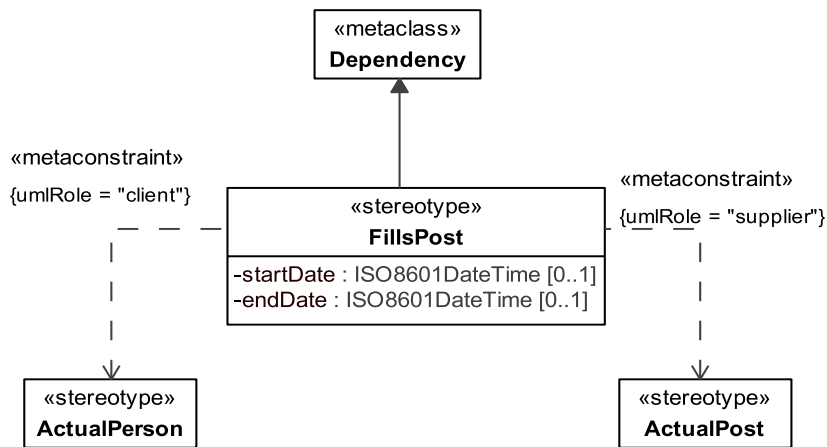 «metaclass»
Dependency
«metaconstraint»
{umlRole = "client"}
«metaconstraint»
{umlRole = "supplier"}
«stereotype»
FillsPost
-startDate : ISO8601DateTime [0..1]
-endDate : ISO8601DateTime [0..1]
«stereotype»
ActualPerson
«stereotype»
ActualPost